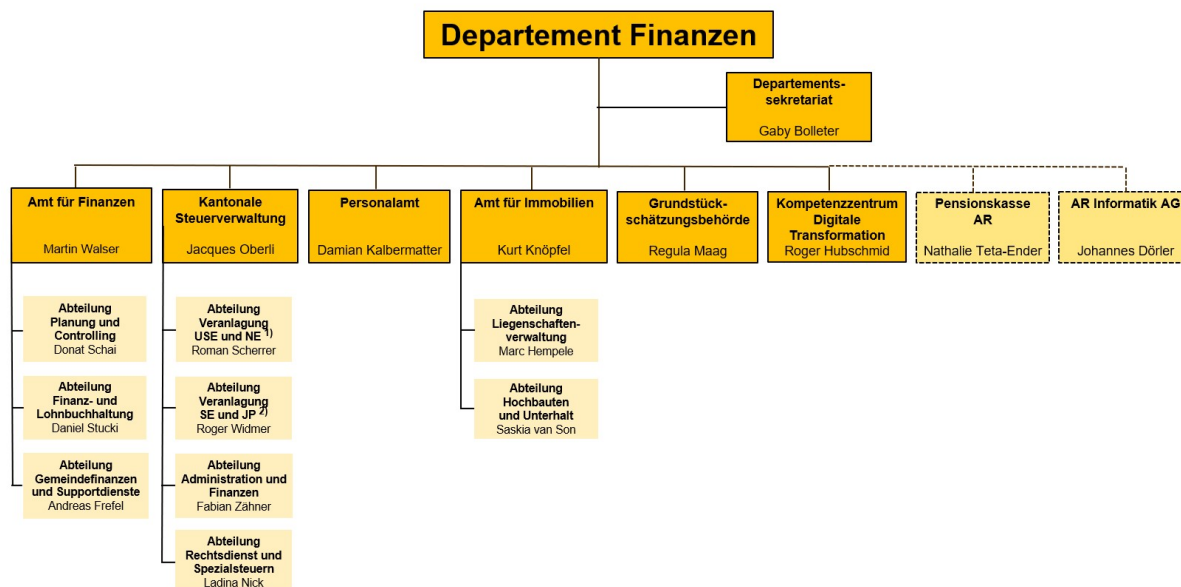 Departement Finanzen
Departements-
sekretariat
Gaby Bolleter
Amt für Finanzen
Martin Walser
Kantonale
Steuerverwaltung
Jacques Oberli
Personalamt
Damian Kalbermatter
Amt für Immobilien
Kurt Knöpfel
Grundstück-
schätzungsbehörde
Regula Maag
Kompetenzzentrum
Digitale
Transformation
Roger Hubschmid
Pensionskasse
AR
Nathalie Teta-Ender
AR Informatik AG
Johannes Dörler
Abteilung
Planung und
Controlling
Donat Schai
Abteilung
Finanz- und
Lohnbuchhaltung
Daniel Stucki
Abteilung
Gemeindefinanzen
und Supportdienste
Andreas Frefel
Abteilung
Veranlagung
USE und NE 1)
Roman Scherrer
Abteilung
Veranlagung
SE und JP 2)
Roger Widmer
Abteilung
Administration und
Finanzen
Fabian Zähner
Abteilung
Rechtsdienst und
Spezialsteuern
Ladina Nick
Abteilung
Liegenschaften-
verwaltung
Marc Hempele
Abteilung
Hochbauten
und Unterhalt
Saskia van Son